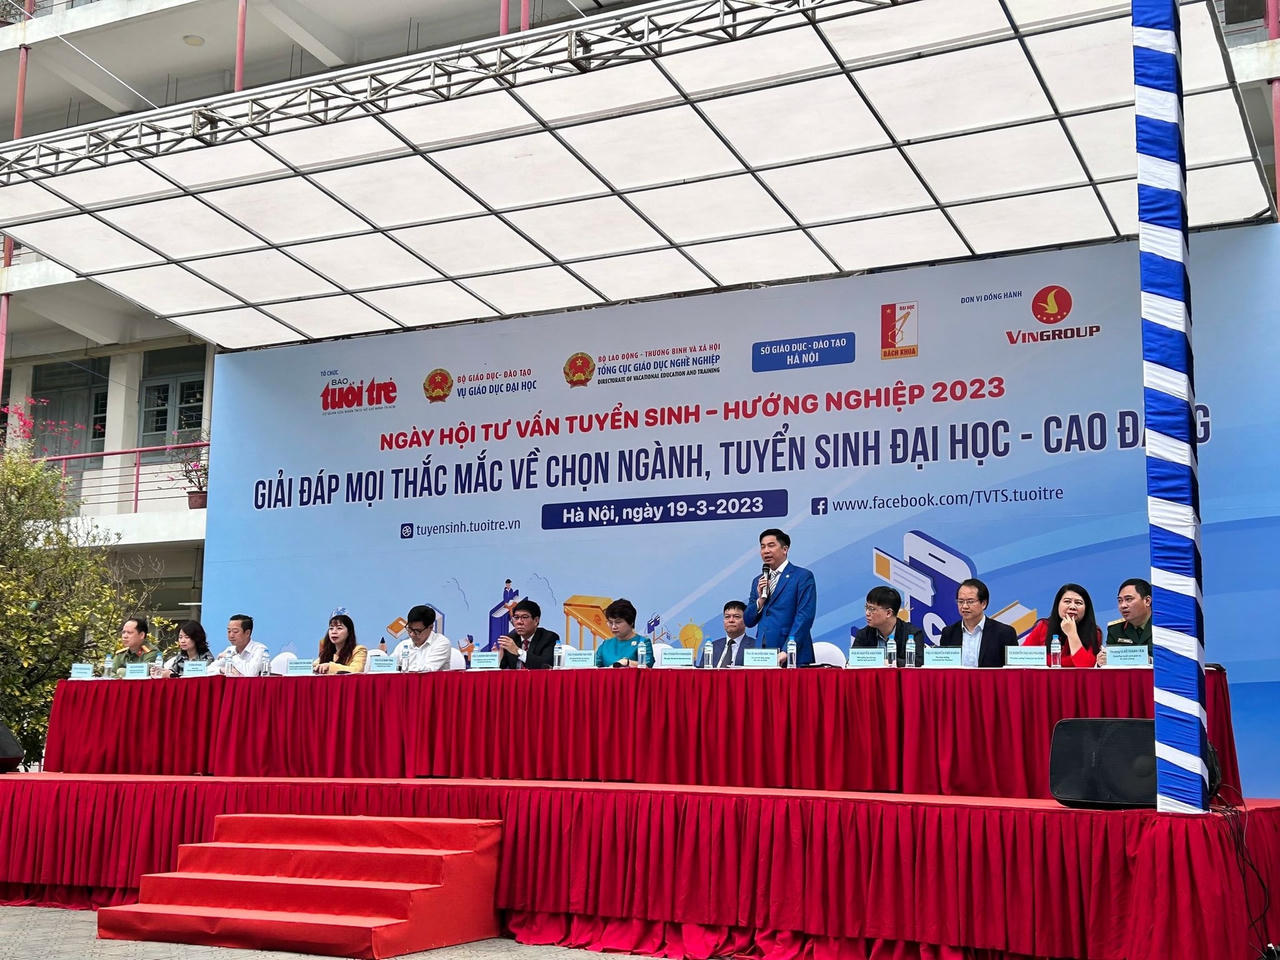 TỔ CHỨC
BÁO
tuổi trẻ
BỘ GIÁO DỤC - ĐÀO TẠO
VỤ GIÁO DỤC ĐẠI HỌC
BỘ LAO ĐỘNG - THƯƠNG BINH VÀ XÃ HỘI
TỔNG CỤC GIÁO DỤC NGHỀ NGHIỆP
DIRECTORATE OF VOCATIONAL EDUCATION AND TRAINING
SỞ GIÁO DỤC - ĐÀO TẠO
HÀ NỘI
ĐẠI HỌC
BÁCH KHOA
ĐƠN VỊ ĐỒNG HÀNH
VINGROUP
NGÀY HỘI TƯ VẤN TUYỂN SINH – HƯỚNG NGHIỆP 2023
GIẢI ĐÁP MỌI THẮC MẮC VỀ CHỌN NGÀNH, TUYỂN SINH ĐẠI HỌC - CAO
tuyensinh.tuoitre.vn
Hà Nội, ngày 19-3-2023
www.facebook.com/TVTS.tuoitre